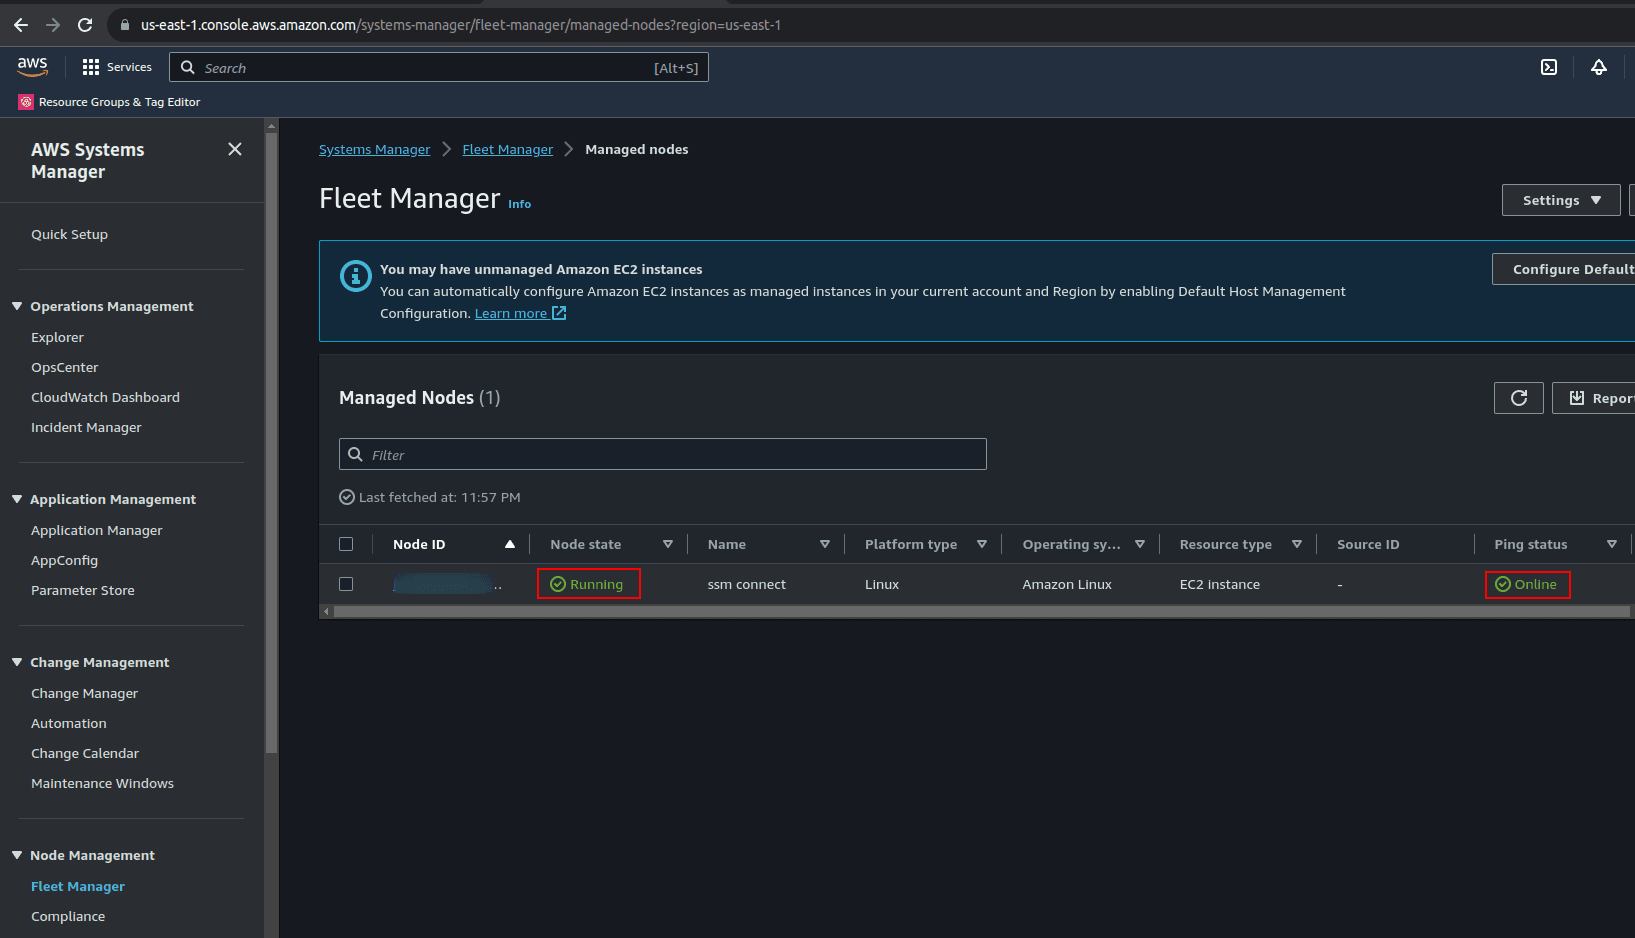 us-east-1.console.aws.amazon.com/systems-manager/fleet-manager/managed-nodes?region=us-east-1
aws
Services
Search
[Alt+S]
Resource Groups & Tag Editor
AWS Systems
Manager
Quick Setup
Operations Management
Explorer
OpsCenter
CloudWatch Dashboard
Incident Manager
Application Management
Application Manager
AppConfig
Parameter Store
Change Management
Change Manager
Automation
Change Calendar
Maintenance Windows
Node Management
Fleet Manager
Compliance
Systems Manager
Fleet Manager
Managed nodes
Fleet Manager Info
Settings
You may have unmanaged Amazon EC2 instances
You can automatically configure Amazon EC2 instances as managed instances in your current account and Region by enabling Default Host Management
Configuration. Learn more
Configure Default
Managed Nodes (1)
Repor
Filter
Last fetched at: 11:57 PM
Node ID Node state Name Platform type Operating sy... Resource type Source ID Ping status
.. Running ssm connect Linux Amazon Linux EC2 instance - Online